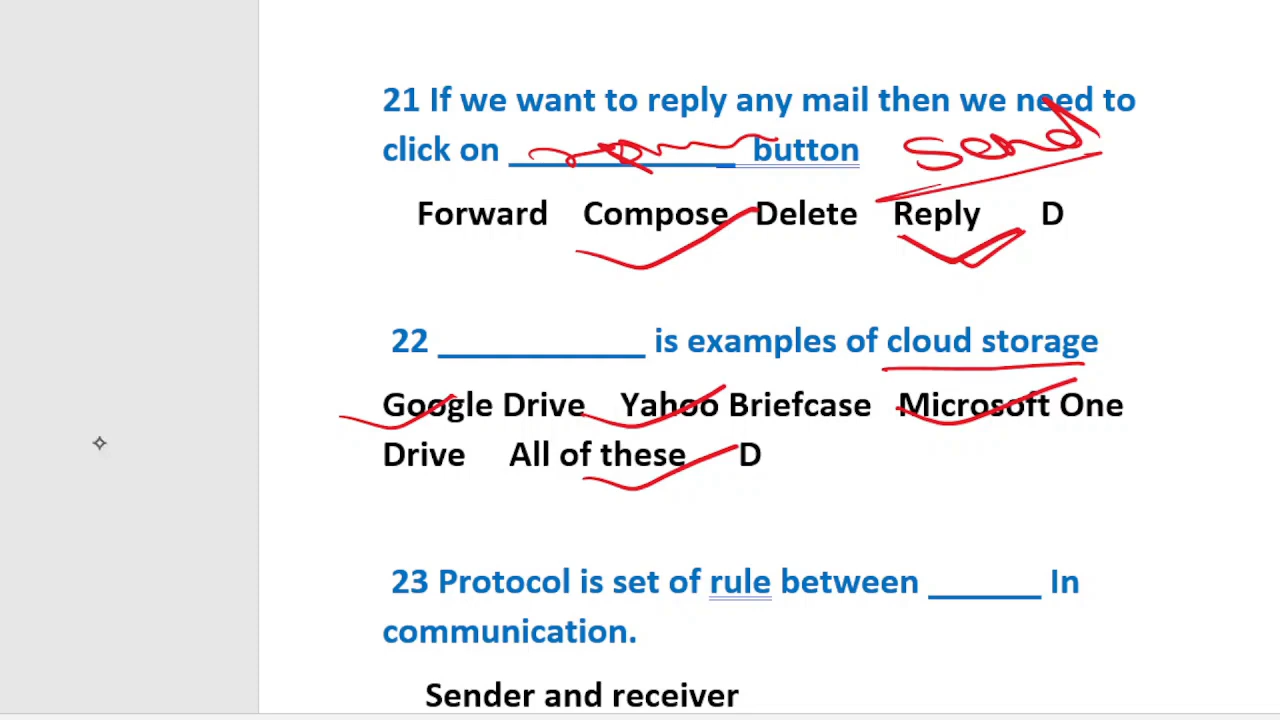 21 If we want to reply any mail then we need to
click on ____________ button send
Forward Compose Delete Reply D
22 ___________ is examples of cloud storage
Google Drive Yahoo Briefcase Microsoft One
Drive All of these D
23 Protocol is set of rule between ______ In
communication.
Sender and receiver